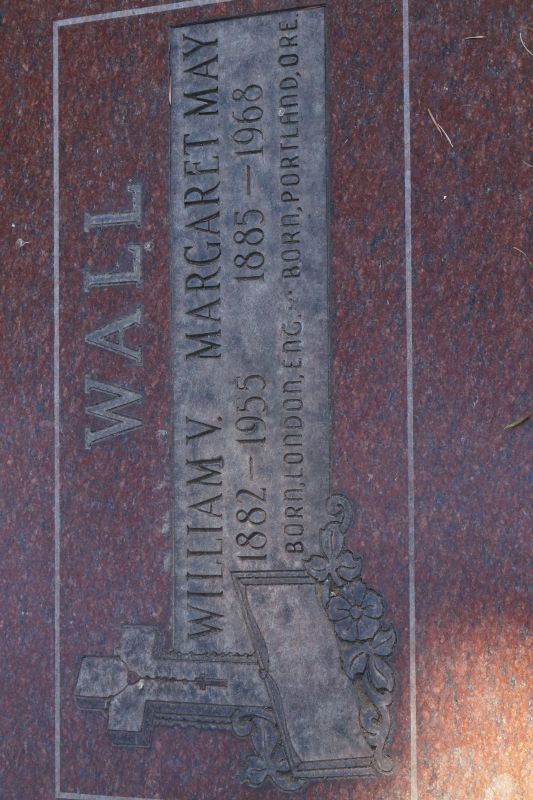 WALL
WILLIAM V. MARGARET MAY
1882–1955 1885–1968
BORN, LONDON, ENG. ··· BORN, PORTLAND, ORE.